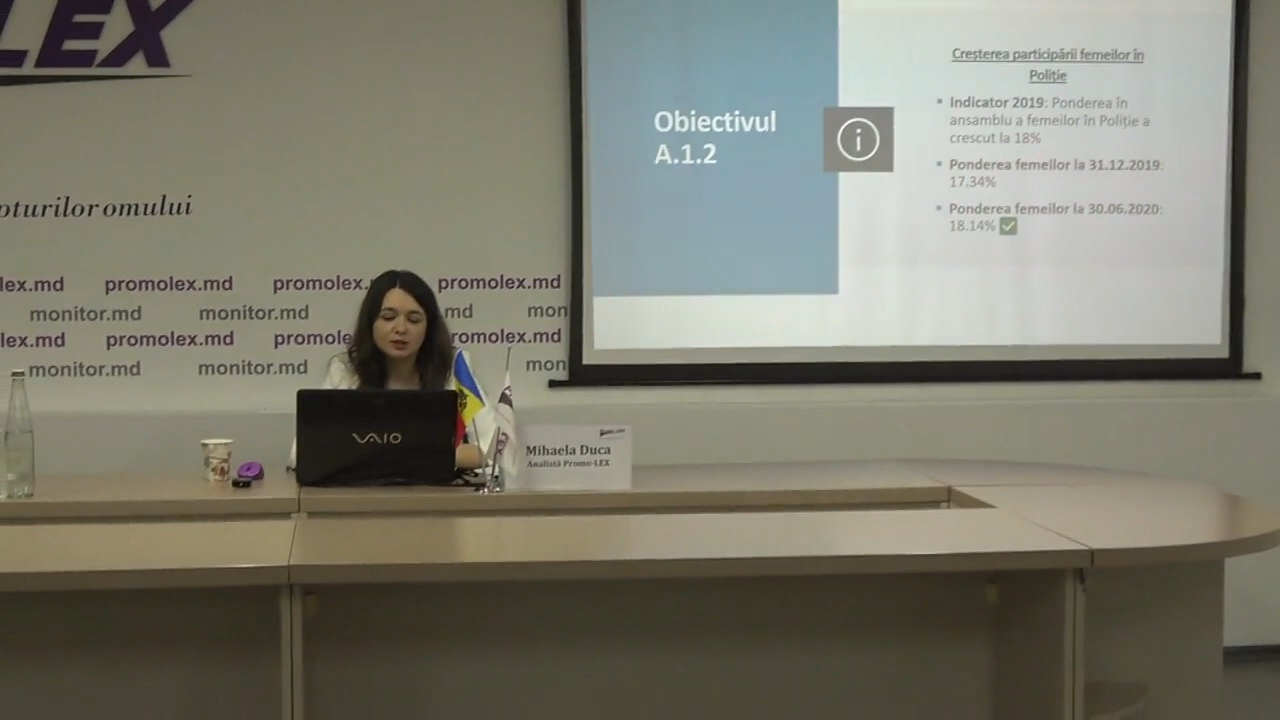 LEX
pturilor omului
lex.md promolex.md promolex. promolex.md
monitor.md monitor.md md mon
lex.md promolex.md promole romolex.md
monitor.md monitor.md mon
Obiectivul
A.1.2
i
Creșterea participării femeilor în
Poliție
Indicator 2019: Ponderea în
ansamblu a femeilor în Poliție a
crescut la 18%
Ponderea femeilor la 31.12.2019:
17.34%
Ponderea femeilor la 30.06.2020:
18.14% ✅
VAIO
Mihaela Duca
Analistă Promo-LEX